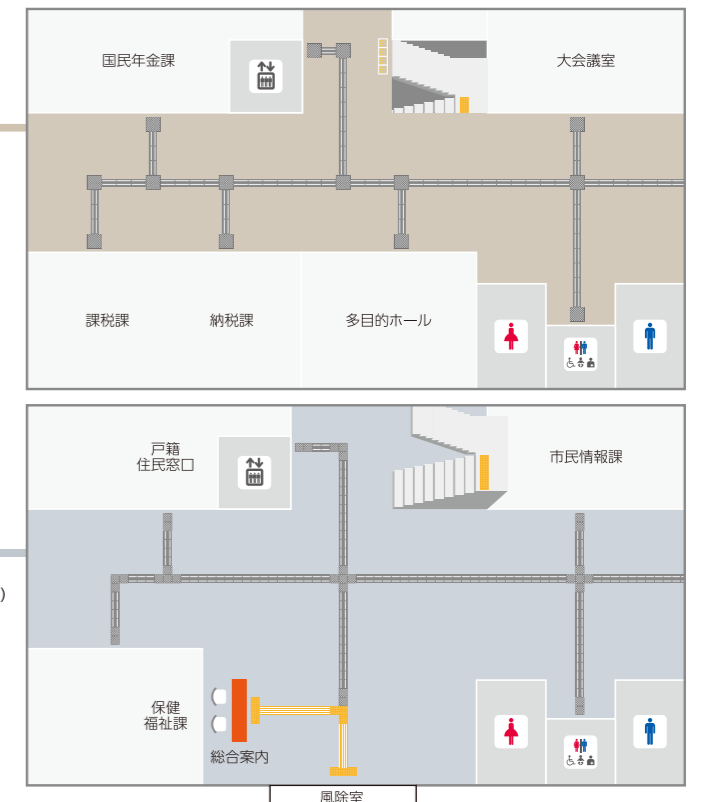 国民年金課
大会議室
課税課
納税課
多目的ホール
戸籍
住民窓口
市民情報課
)
保健
福祉課
総合案内
風除室